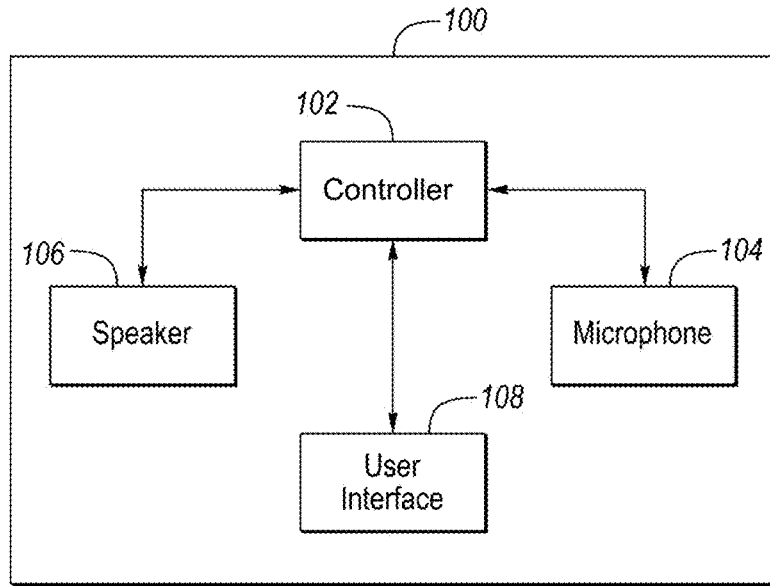 100
102
Controller
106
Speaker
104
Microphone
108
User
Interface